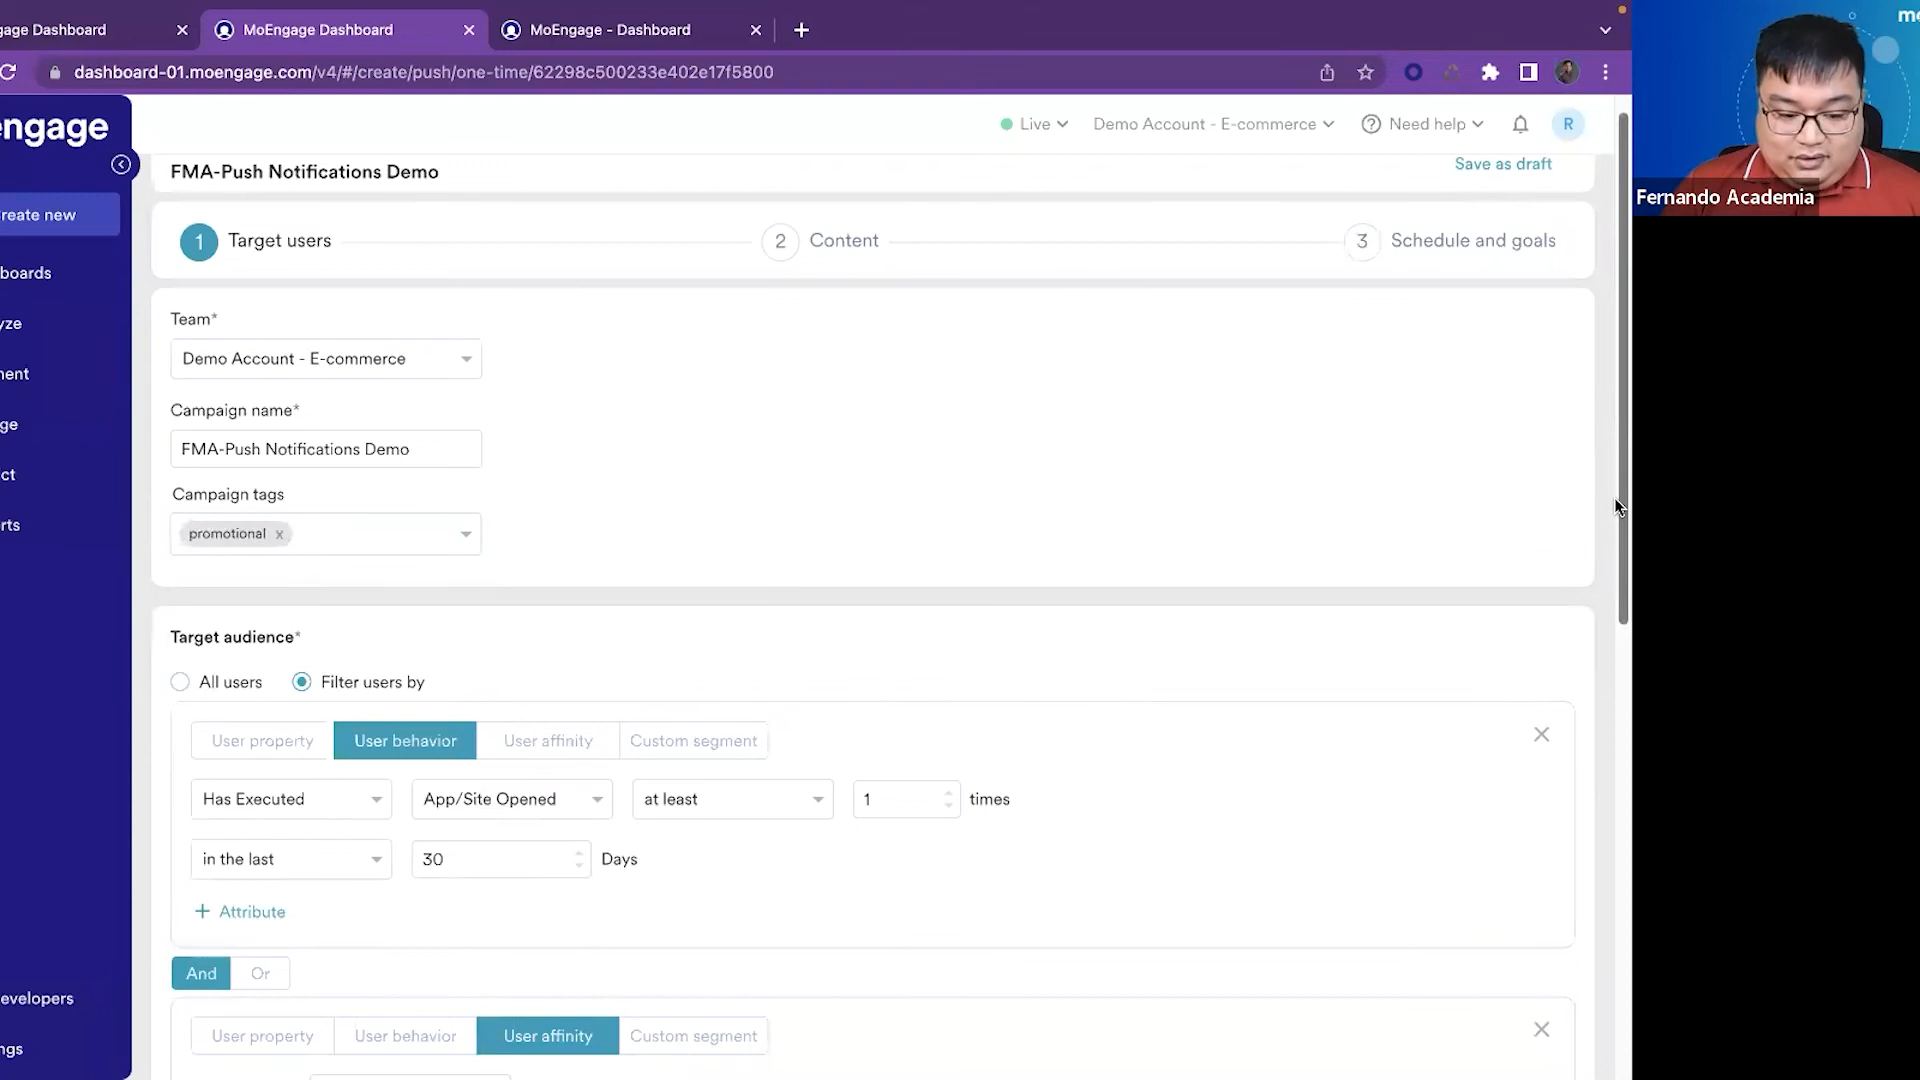 gage Dashboard
MoEngage Dashboard
MoEngage - Dashboard
dashboard-01.moengage.com/v4/#/create/push/one-time/62298c500233e402e17f5800
mo
engage
Live
Demo Account - E-commerce
Need help
R
FMA-Push Notifications Demo
Save as draft
Fernando Academia
Create new
1 Target users
2 Content
3 Schedule and goals
boards
yze
ment
ge
ct
rts
evelopers
ngs
Team*
Demo Account - E-commerce
Campaign name*
FMA-Push Notifications Demo
Campaign tags
promotional x
Target audience*
All users
Filter users by
User property
User behavior
User affinity
Custom segment
Has Executed
App/Site Opened
at least
1
times
in the last
30
Days
+ Attribute
And
Or
User property
User behavior
User affinity
Custom segment